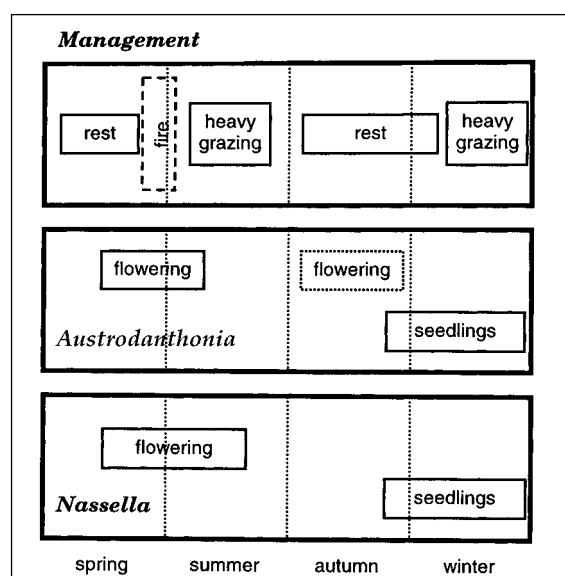 Management
rest
fire
heavy
grazing
rest
heavy
grazing
flowering
flowering
Austrodanthonia
seedlings
flowering
Nassella
seedlings
spring summer autumn winter